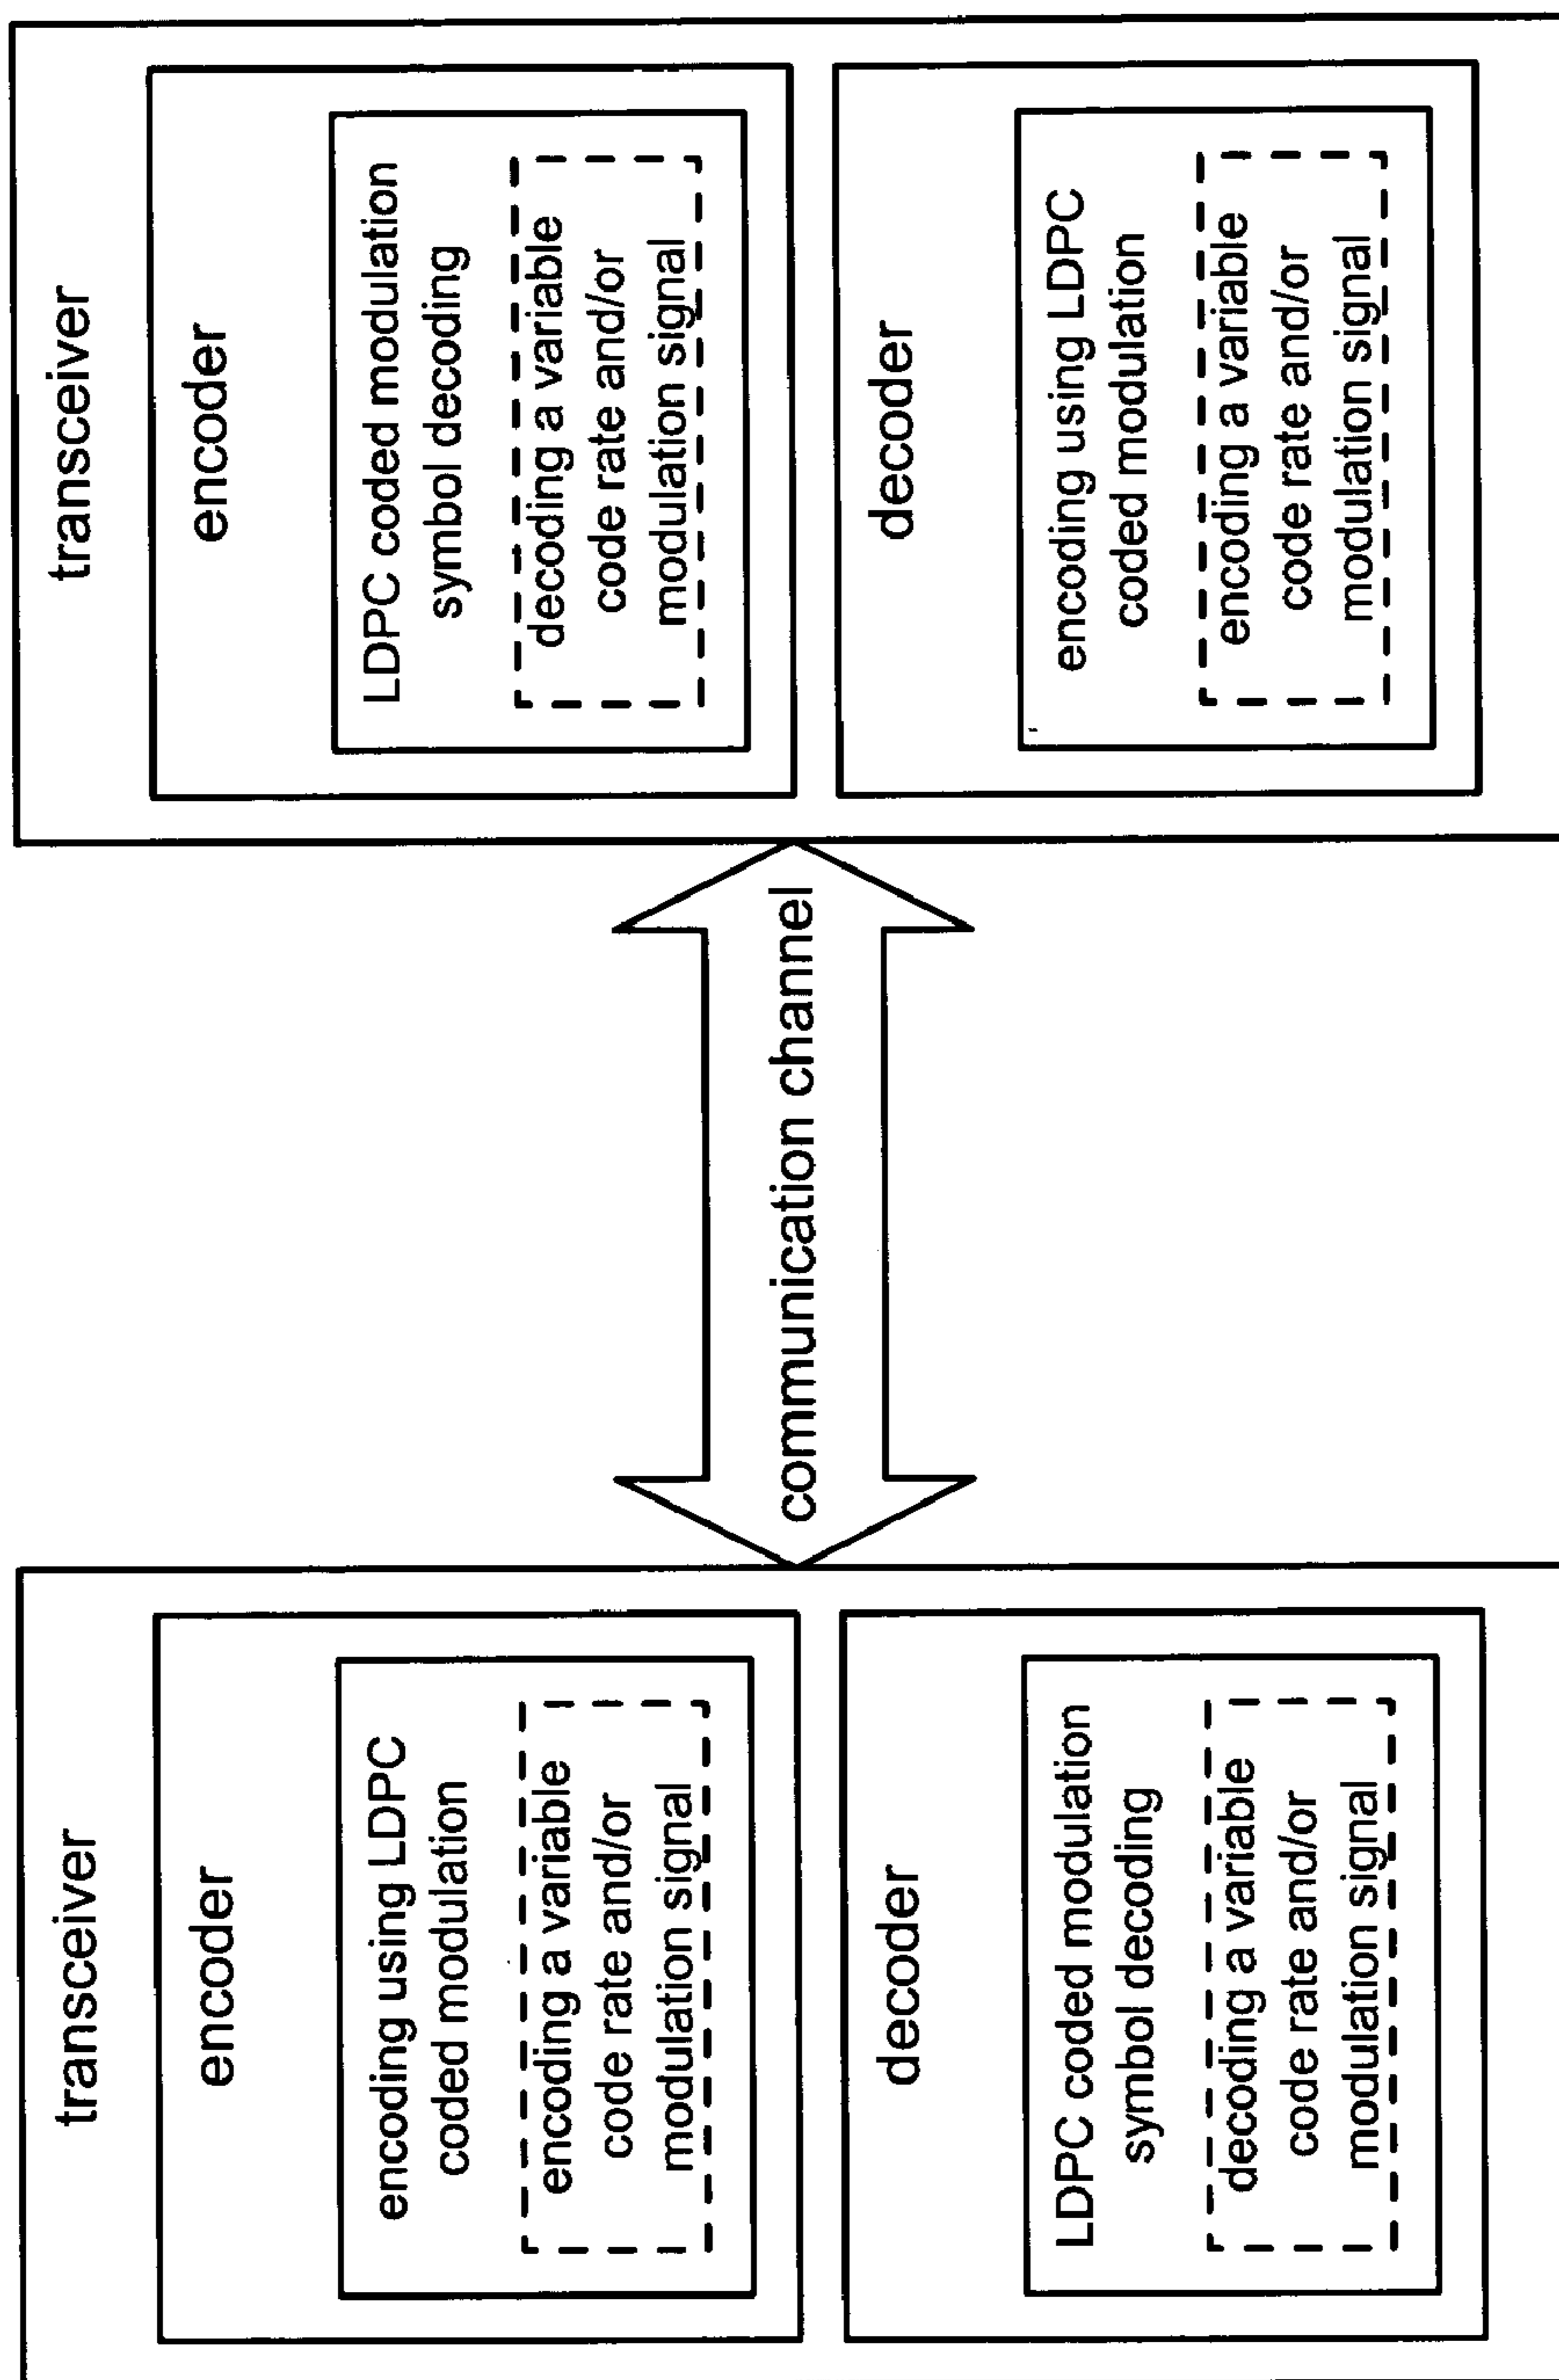 transceiver
encoder
encoding using LDPC
coded modulation
encoding a variable
code rate and/or
modulation signal
decoder
LDPC coded modulation
symbol decoding
decoding a variable
code rate and/or
modulation signal
communication channel
transceiver
encoder
LDPC coded modulation
symbol decoding
decoding a variable
code rate and/or
modulation signal
decoder
encoding using LDPC
coded modulation
encoding a variable
code rate and/or
modulation signal